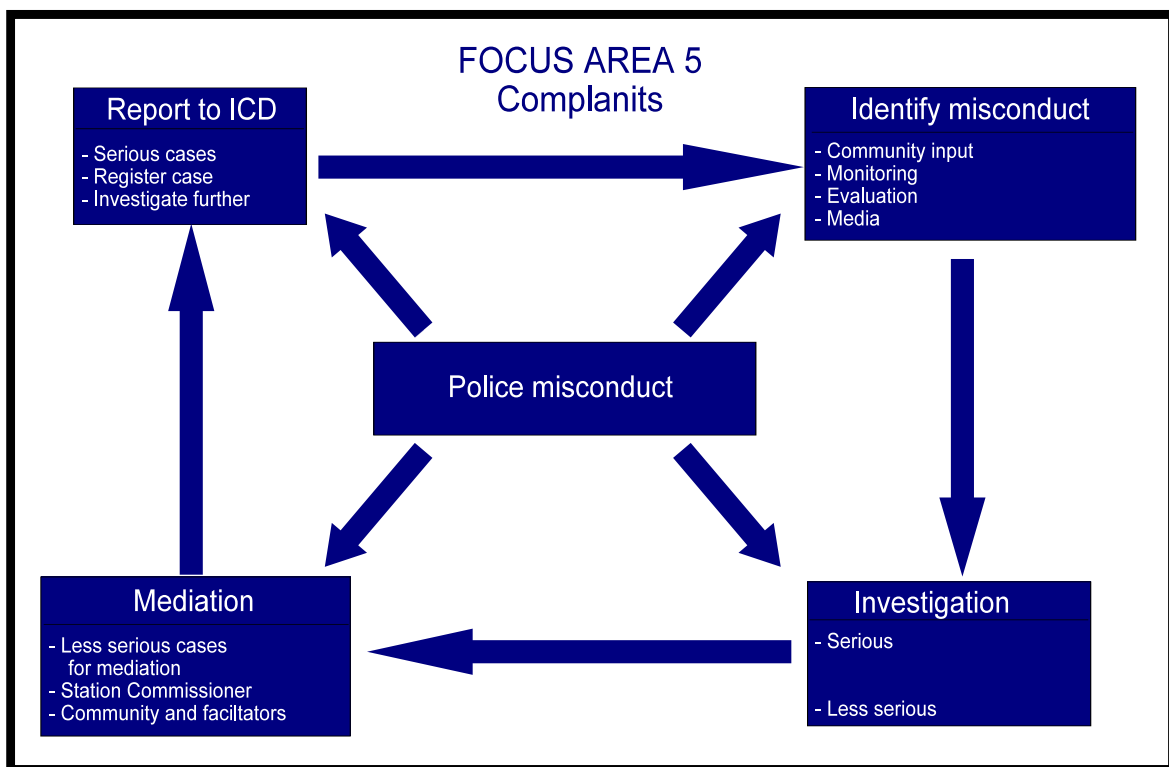 FOCUS AREA 5
Complanits
Report to ICD
- Serious cases
- Register case
- Investigate further
Identify misconduct
- Community input
- Monitoring
- Evaluation
- Media
Police misconduct
Mediation
- Less serious cases
for mediation
- Station Commissioner
- Community and faciltators
Investigation
- Serious
- Less serious